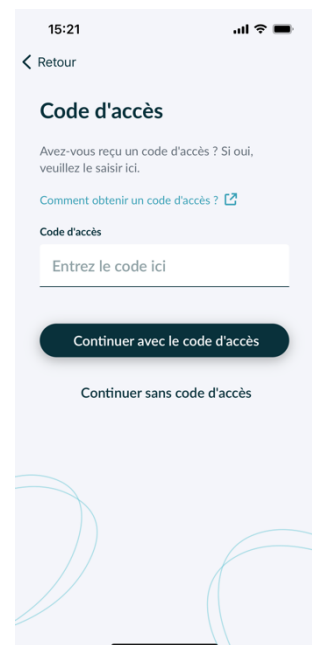 15:21
Retour
Code d'accès
Avez-vous reçu un code d'accès ? Si oui,
veuillez le saisir ici.
Comment obtenir un code d'accès ?
Code d'accès
Entrez le code ici
Continuer avec le code d'accès
Continuer sans code d'accès